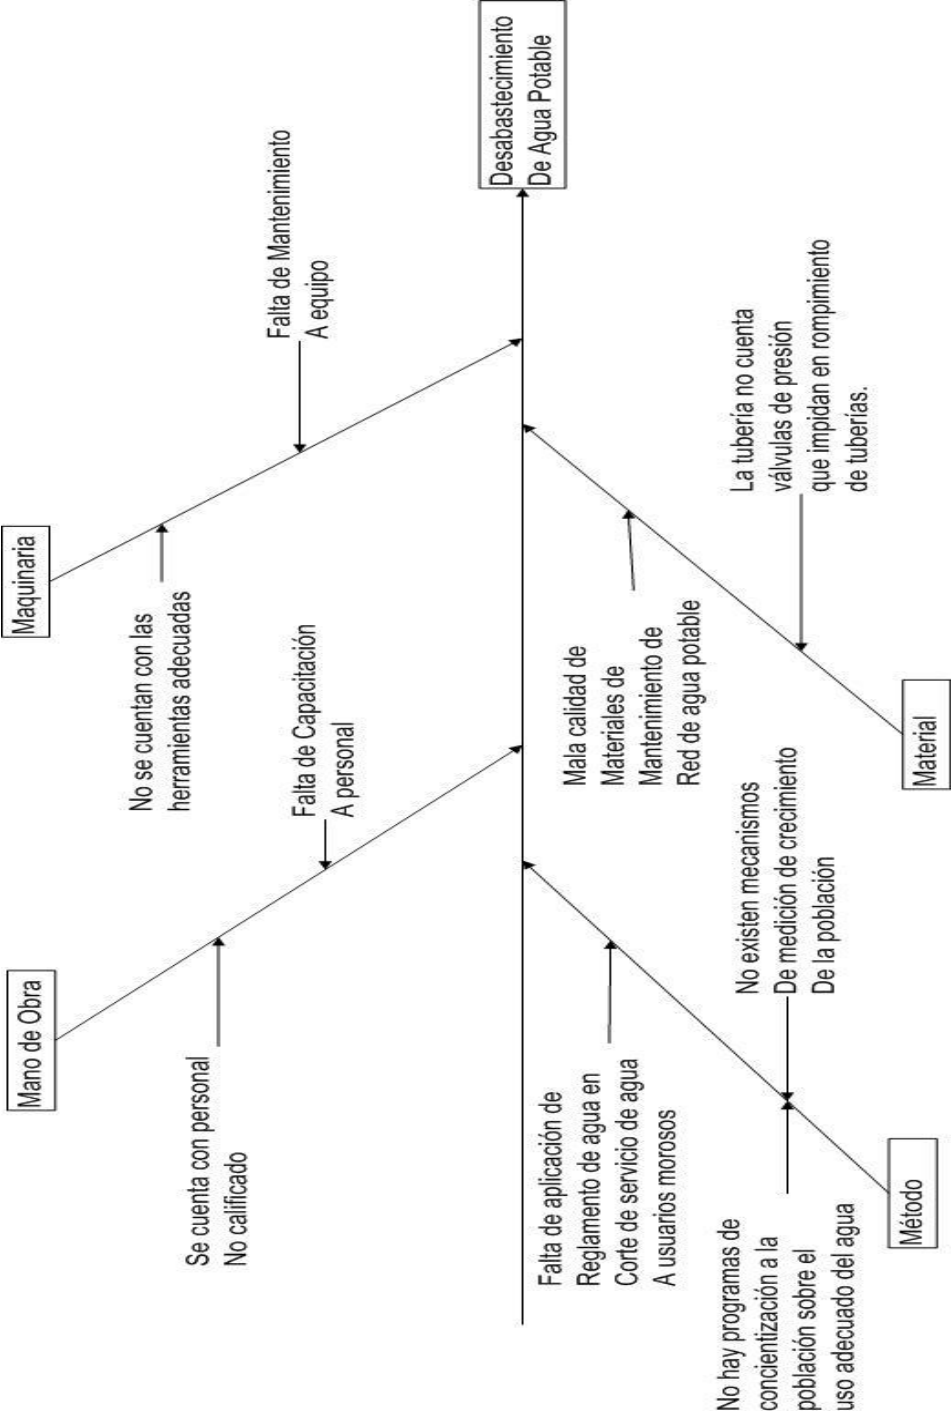 Mano de Obra
Maquinaria
Se cuenta con personal
No calificado
Falta de Capacitación
A personal
No se cuentan con las
herramientas adecuadas
Falta de Mantenimiento
A equipo
Desabastecimiento
De Agua Potable
Falta de aplicación de
Reglamento de agua en
Corte de servicio de agua
A usuarios morosos
Mala calidad de
Materiales de
Mantenimiento de
Red de agua potable
No hay programas de
concientización a la
población sobre el
uso adecuado del agua
No existen mecanismos
De medición de crecimiento
De la población
La tubería no cuenta
válvulas de presión
que impidan en rompimiento
de tuberías.
Método
Material